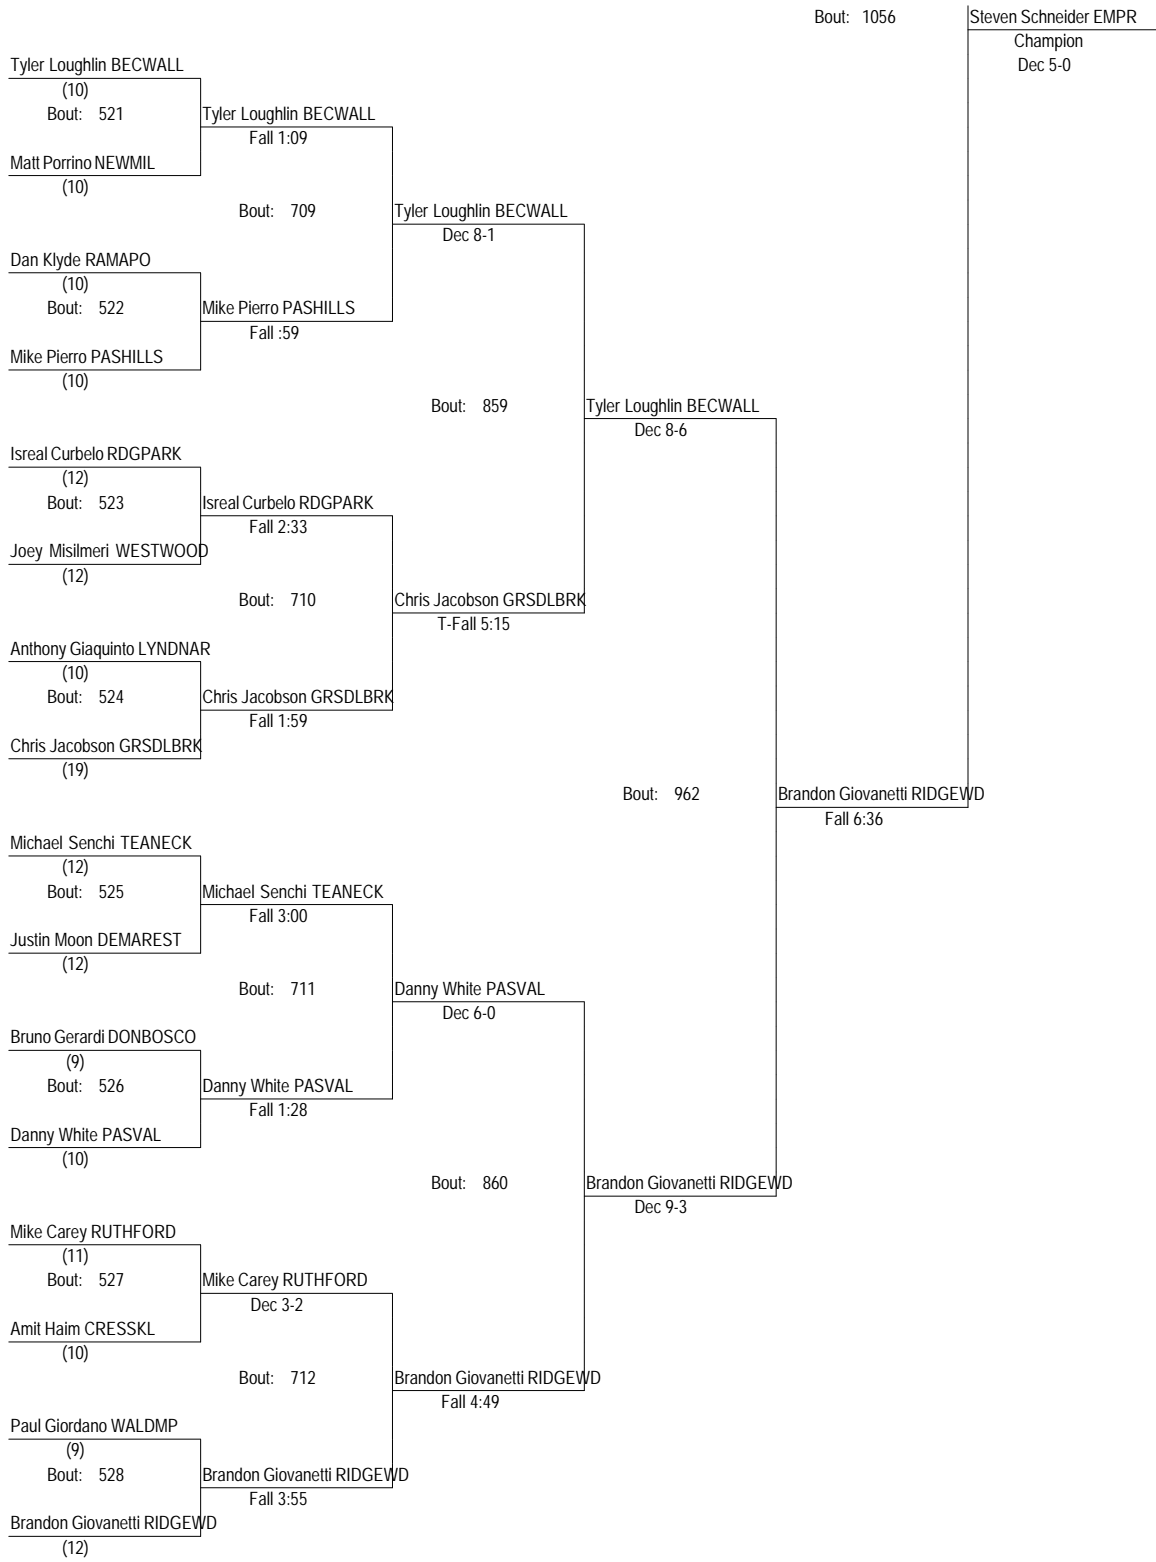 Bout: 1056 Steven Schneider EMPR
Champion
Tyler Loughlin BECWALL Dec 5-0
(10)
Bout: 521 Tyler Loughlin BECWALL
Fall 1:09
Matt Porrino NEWMIL
(10)
Bout: 709 Tyler Loughlin BECWALL
Dec 8-1
Dan Klyde RAMAPO
(10)
Bout: 522 Mike Pierro PASHILLS
Fall :59
Mike Pierro PASHILLS
(10)
Bout: 859 Tyler Loughlin BECWALL
Dec 8-6
Isreal Curbelo RDGPARK
(12)
Bout: 523 Isreal Curbelo RDGPARK
Fall 2:33
Joey Misilmeri WESTWOOD
(12)
Bout: 710 Chris Jacobson GRSDLBRK
T-Fall 5:15
Anthony Giaquinto LYNDNAR
(10)
Bout: 524 Chris Jacobson GRSDLBRK
Fall 1:59
Chris Jacobson GRSDLBRK
(19)
Bout: 962 Brandon Giovanetti RIDGEWD
Fall 6:36
Michael Senchi TEANECK
(12)
Bout: 525 Michael Senchi TEANECK
Fall 3:00
Justin Moon DEMAREST
(12)
Bout: 711 Danny White PASVAL
Dec 6-0
Bruno Gerardi DONBOSCO
(9)
Bout: 526 Danny White PASVAL
Fall 1:28
Danny White PASVAL
(10)
Bout: 860 Brandon Giovanetti RIDGEWD
Dec 9-3
Mike Carey RUTHFORD
(11)
Bout: 527 Mike Carey RUTHFORD
Dec 3-2
Amit Haim CRESSKL
(10)
Bout: 712 Brandon Giovanetti RIDGEWD
Fall 4:49
Paul Giordano WALDMP
(9)
Bout: 528 Brandon Giovanetti RIDGEWD
Fall 3:55
Brandon Giovanetti RIDGEWD
(12)